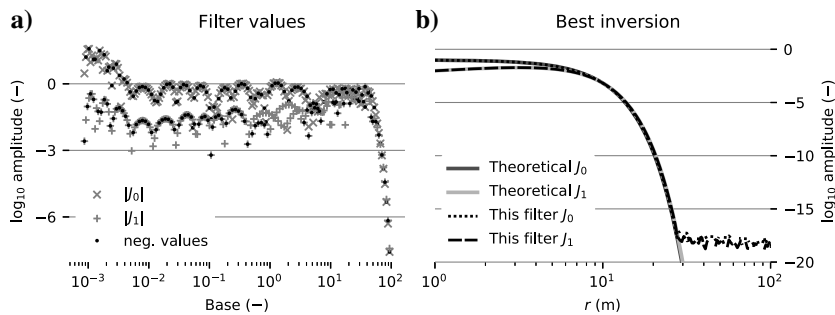 a)
Filter values
log10 amplitude (−)
0
−3
−6
|J0|
|J1|
neg. values
10−3
10−2
10−1
100
101
102
Base (−)
b)
Best inversion
Theoretical J0
Theoretical J1
This filter J0
This filter J1
100
101
102
r (m)
0
−5
−10
−15
−20
log10 amplitude (−)